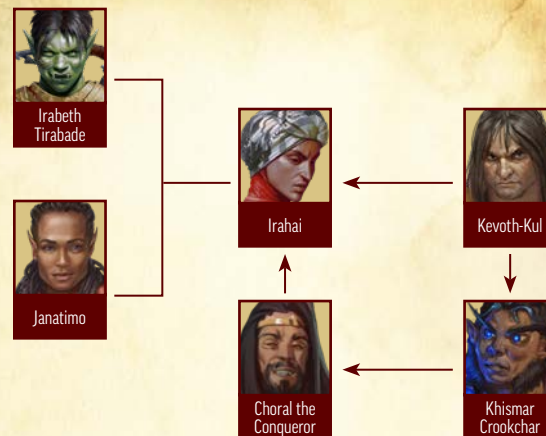 Irabeth
Tirabade
Irahai
Kevoth-Kul
Janatimo
Choral the
Conqueror
Khismar
Crookchar